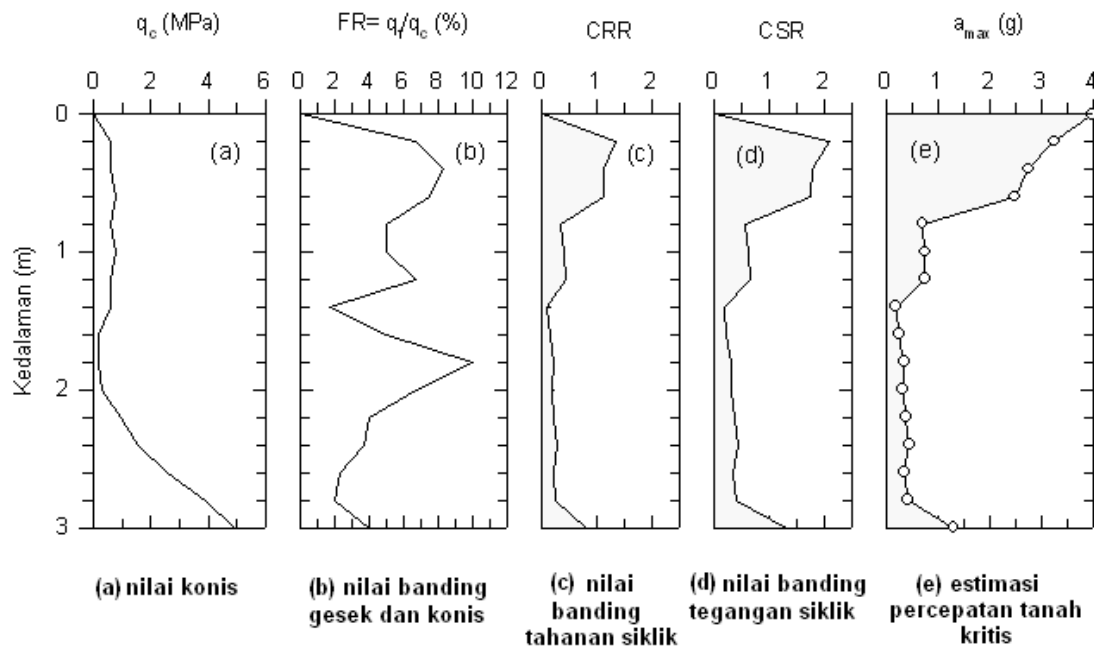 q_c (MPa)
FR= q_f/q_c (%)
CRR
CSR
a_max (g)
0 2 4 6
0 2 4 6 8 10 12
0 1 2
0 1 2
0 1 2 3 4
0
1
2
3
Kedalaman (m)
(a)
(b)
(c)
(d)
(e)
(a) nilai konis
(b) nilai banding
gesek dan konis
(c) nilai
banding
tahanan siklik
(d) nilai banding
tegangan siklik
(e) estimasi
percepatan tanah
kritis